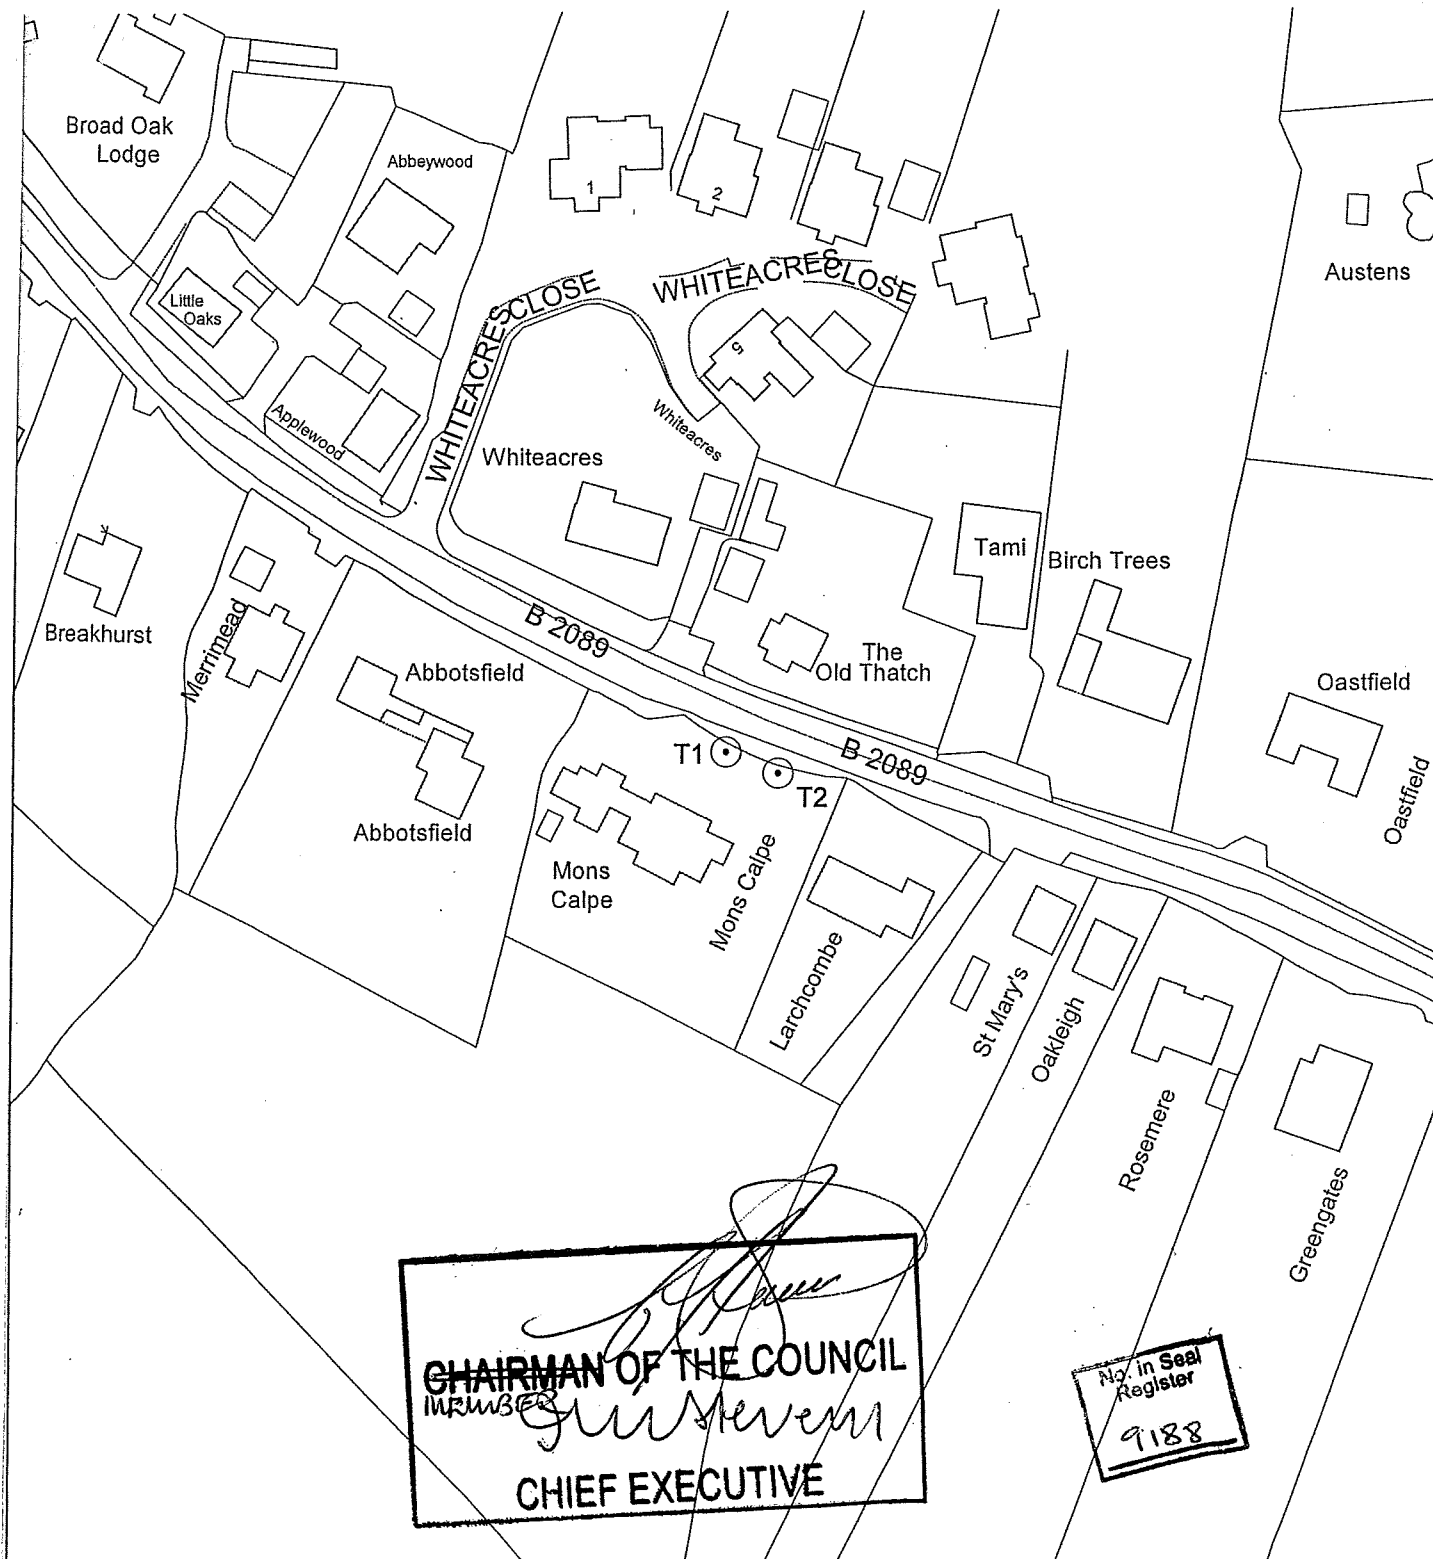 Broad Oak
Lodge
Abbeywood
1
2
Austens
WHITEACRES CLOSE
WHITEACRES CLOSE
Little
Oaks
5
Applewood
Whiteacres
Whiteacres
Tami
Birch Trees
Breakhurst
Merrimead
B 2089
The
Old Thatch
Abbotsfield
Oastfield
T1
B 2089
T2
Oastfield
Abbotsfield
Mons
Calpe
Mons Calpe
Larchcombe
St Mary's
Oakleigh
Rosemere
Greengates
CHAIRMAN OF THE COUNCIL
MEMBER
CHIEF EXECUTIVE
No. in Seal
Register
9188